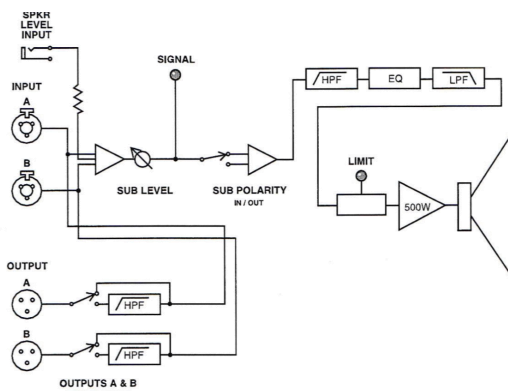 SPKR
LEVEL
INPUT
INPUT
A
B
SIGNAL
SUB LEVEL
SUB POLARITY
IN / OUT
HPF
EQ
LPF
LIMIT
500W
OUTPUT
A
HPF
B
HPF
OUTPUTS A & B